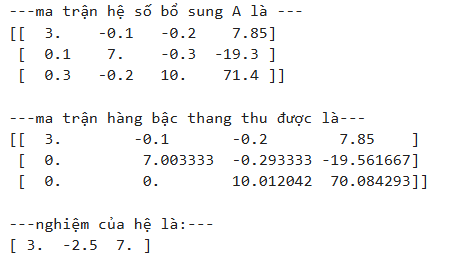 ---ma trận hệ số bổ sung A là ---
[[  3.    -0.1   -0.2    7.85]
 [  0.1    7.    -0.3  -19.3 ]
 [  0.3   -0.2   10.    71.4 ]]
---ma trận hàng bậc thang thu được là---
[[  3.        -0.1       -0.2        7.85    ]
 [  0.         7.003333  -0.293333 -19.561667]
 [  0.         0.        10.012042  70.084293]]
---nghiệm của hệ là:---
[ 3.  -2.5  7. ]